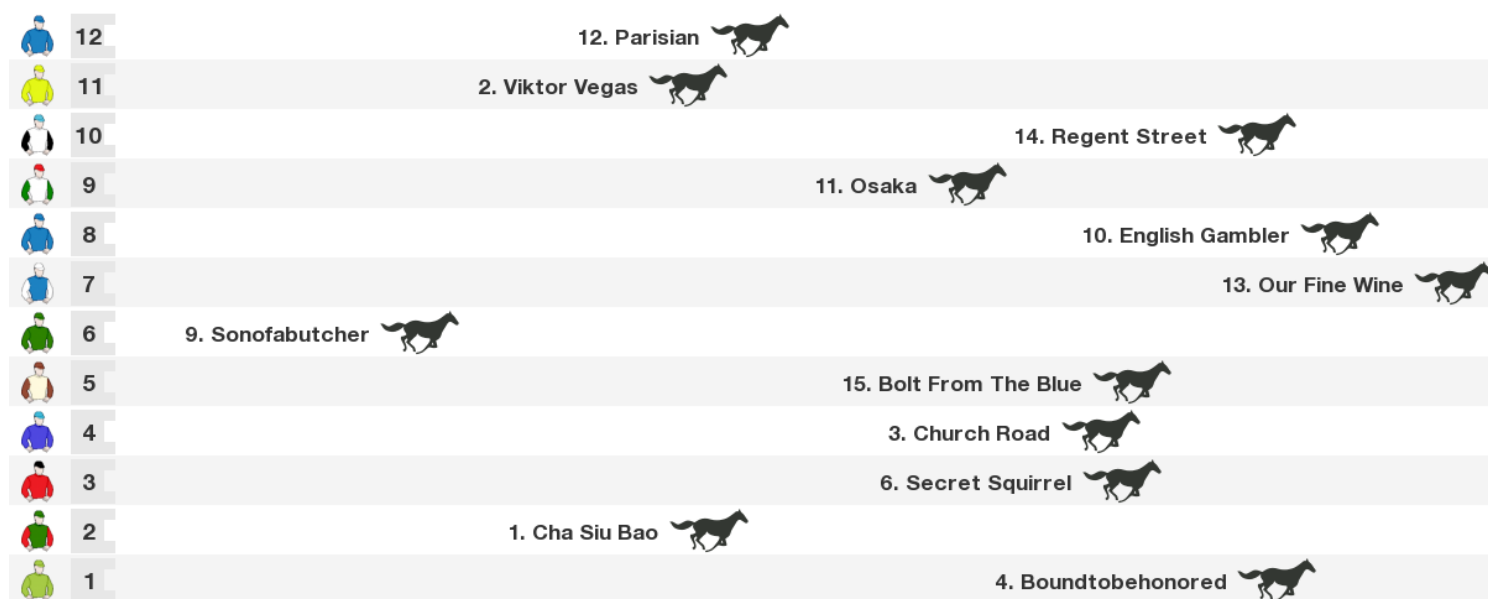 12 12. Parisian
11 2. Viktor Vegas
10 14. Regent Street
9 11. Osaka
8 10. English Gambler
7 13. Our Fine Wine
6 9. Sonofabutcher
5 15. Bolt From The Blue
4 3. Church Road
3 6. Secret Squirrel
2 1. Cha Siu Bao
1 4. Boundtobehonored